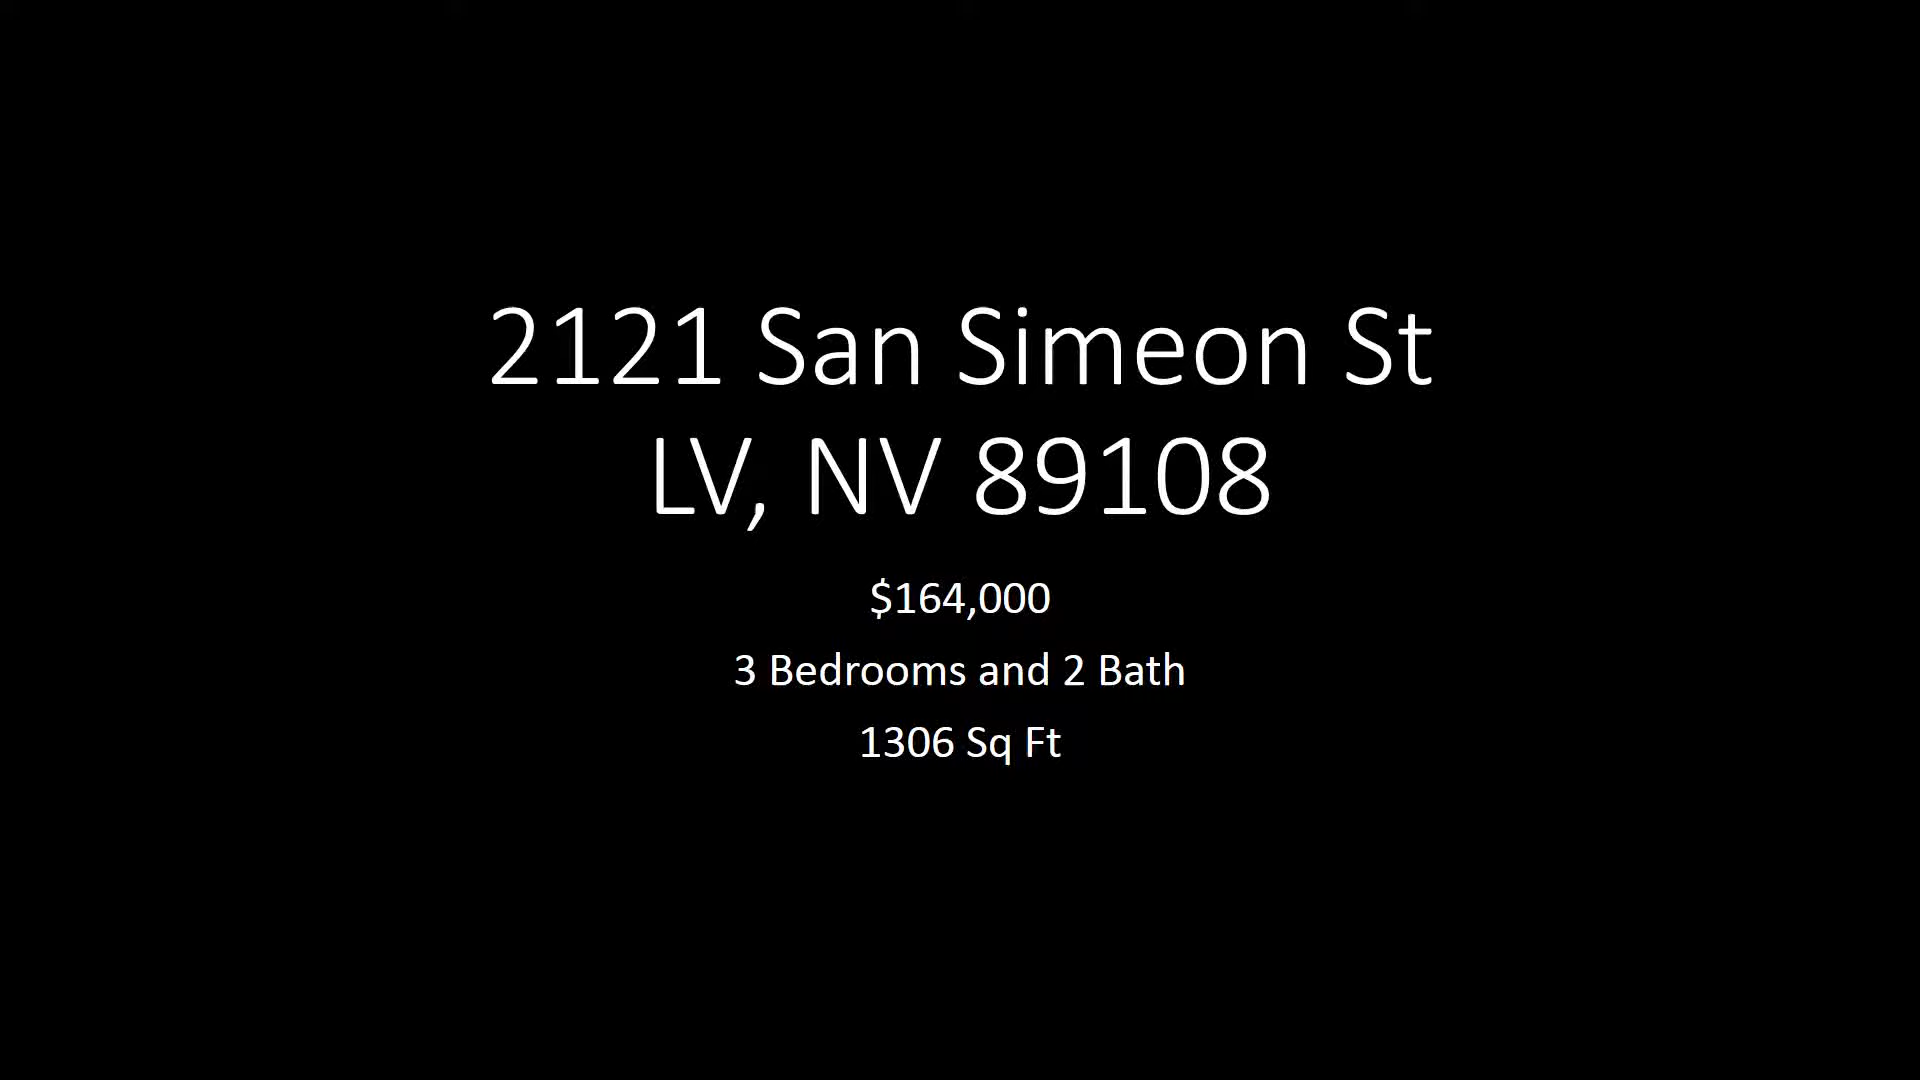 2121 San Simeon St
LV, NV 89108
$164,000
3 Bedrooms and 2 Bath
1306 Sq Ft